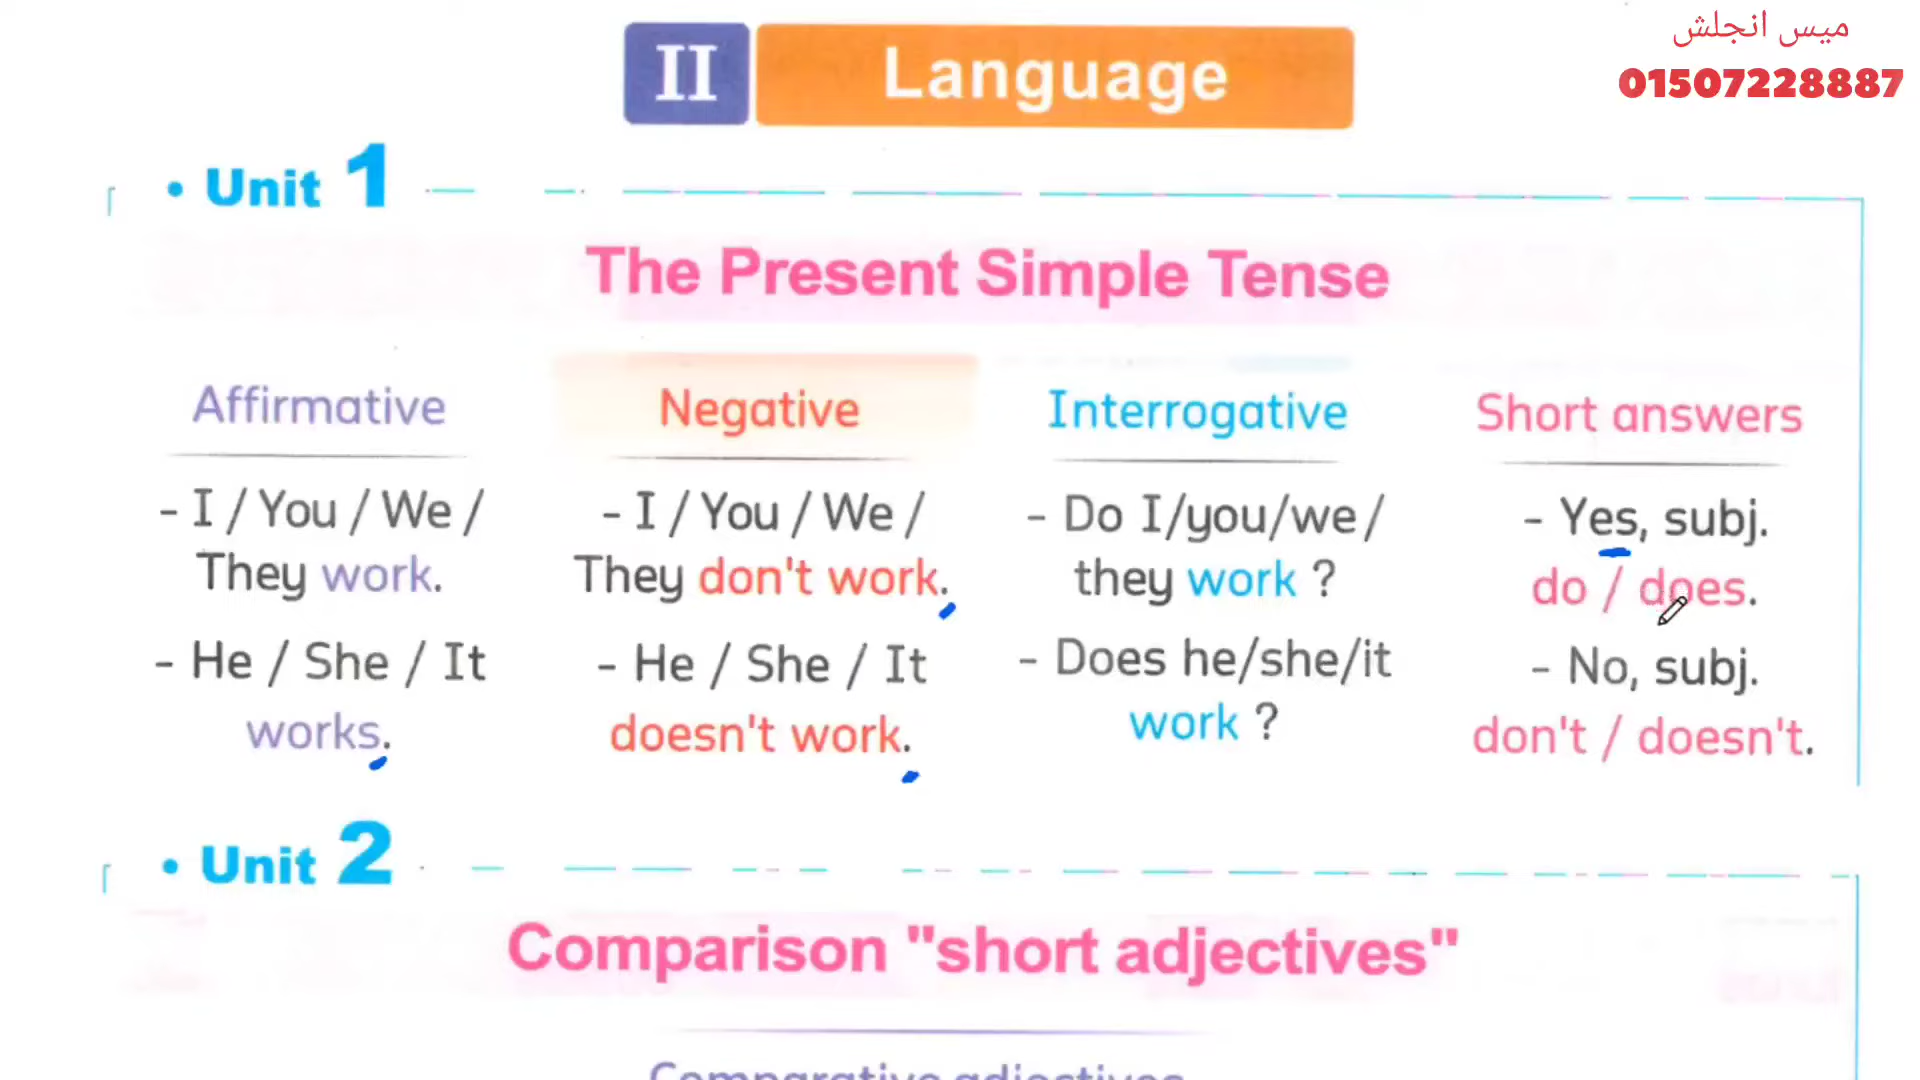 ميس انجلش
01507228887
II Language
• Unit 1
The Present Simple Tense
Affirmative Negative Interrogative Short answers
- I / You / We / - I / You / We / - Do I/you/we / - Yes, subj.
They work. They don't work. they work ? do / does.
- He / She / It - He / She / It - Does he/she/it - No, subj.
works. doesn't work. work ? don't / doesn't.
• Unit 2
Comparison "short adjectives"
Comparative adjectives